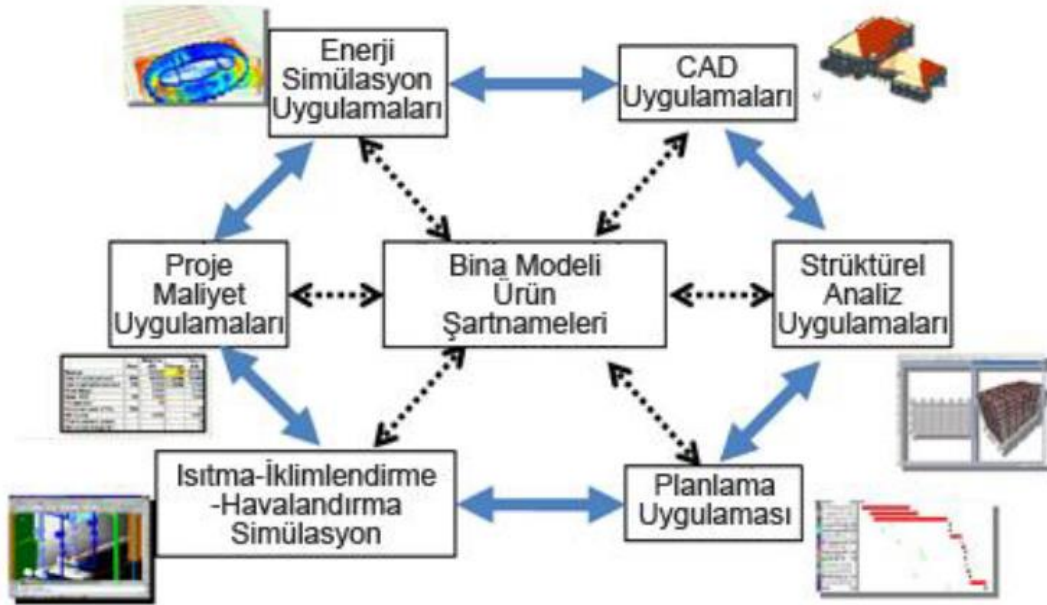 Enerji
Simülasyon
Uygulamaları
CAD
Uygulamaları
Proje
Maliyet
Uygulamaları
Bina Modeli
Ürün
Şartnameleri
Strüktürel
Analiz
Uygulamaları
Isıtma-İklimlendirme
-Havalandırma
Simülasyon
Planlama
Uygulaması